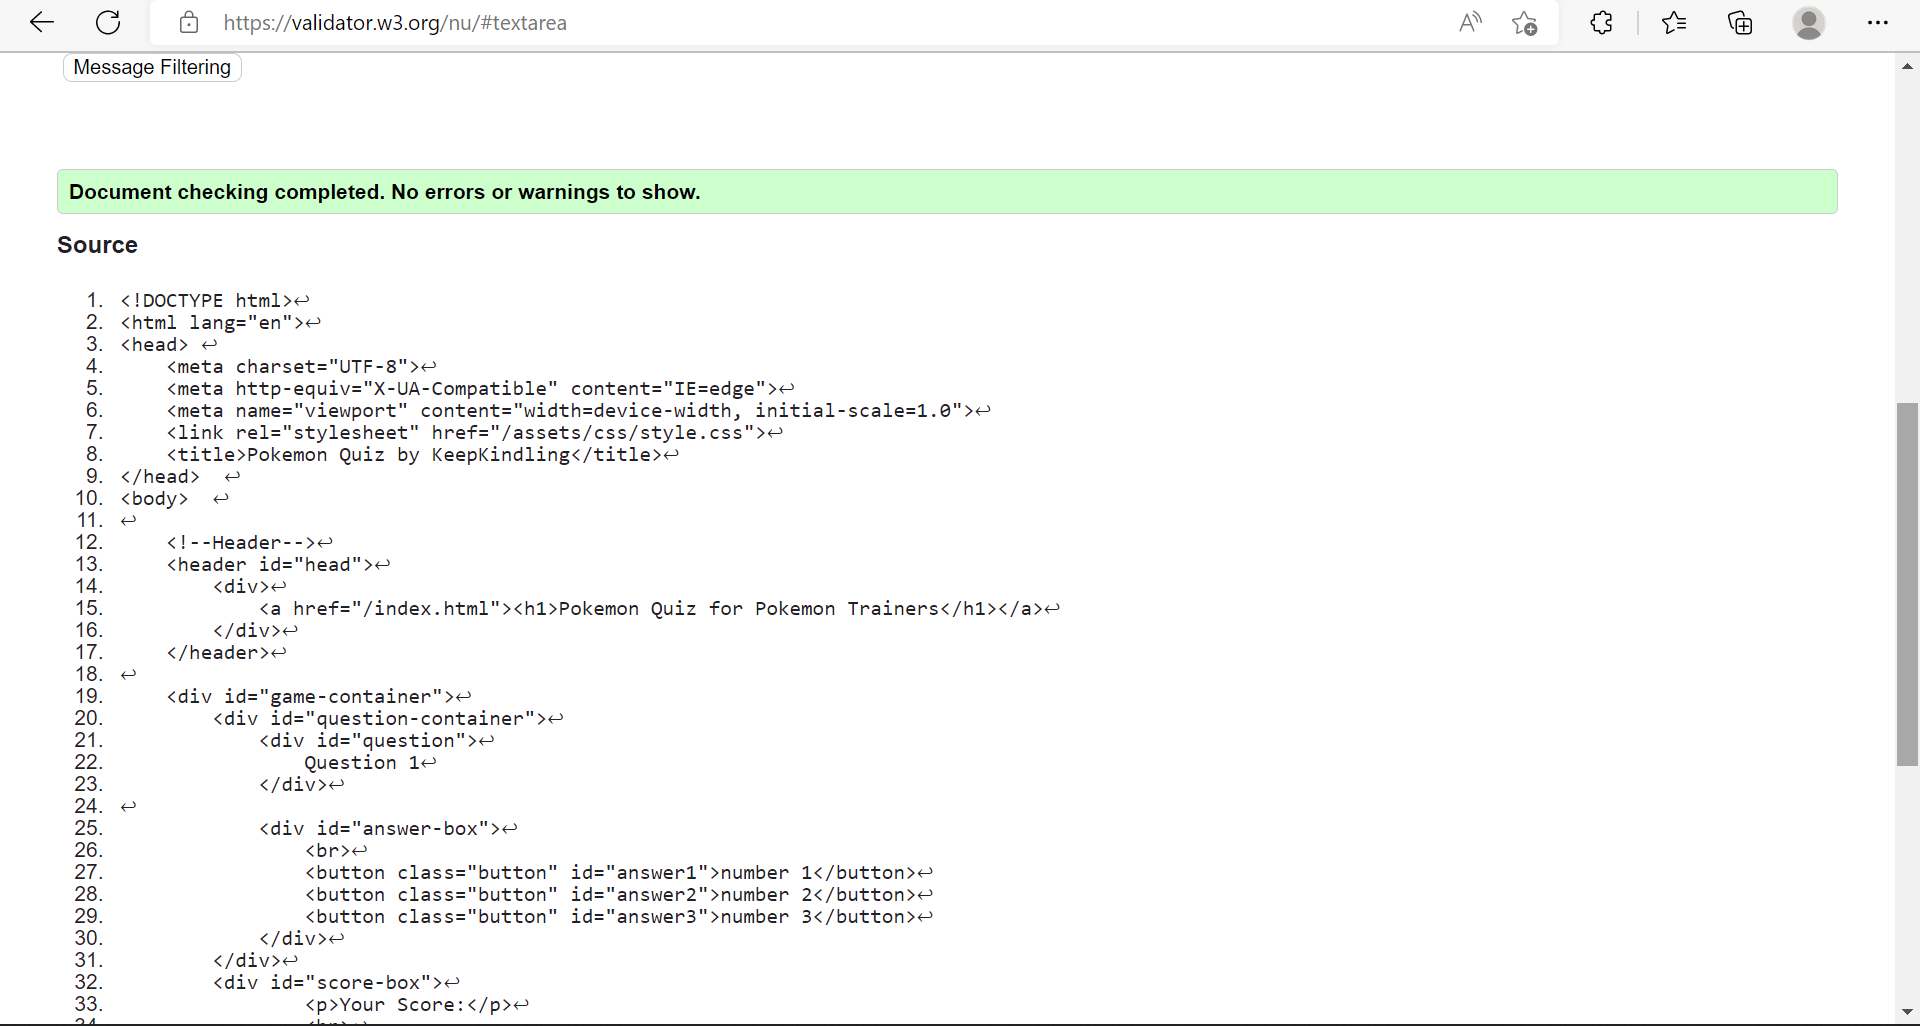 https://validator.w3.org/nu/#textarea
Message Filtering
Document checking completed. No errors or warnings to show.
Source
1. <!DOCTYPE html>↩
2. <html lang="en">↩
3. <head> ↩
4.     <meta charset="UTF-8">↩
5.     <meta http-equiv="X-UA-Compatible" content="IE=edge">↩
6.     <meta name="viewport" content="width=device-width, initial-scale=1.0">↩
7.     <link rel="stylesheet" href="/assets/css/style.css">↩
8.     <title>Pokemon Quiz by KeepKindling</title>↩
9. </head>  ↩
10. <body>  ↩
11. ↩
12.     <!--Header-->↩
13.     <header id="head">↩
14.         <div>↩
15.             <a href="/index.html"><h1>Pokemon Quiz for Pokemon Trainers</h1></a>↩
16.         </div>↩
17.     </header>↩
18. ↩
19.     <div id="game-container">↩
20.         <div id="question-container">↩
21.             <div id="question">↩
22.                 Question 1↩
23.             </div>↩
24. ↩
25.             <div id="answer-box">↩
26.                 <br>↩
27.                 <button class="button" id="answer1">number 1</button>↩
28.                 <button class="button" id="answer2">number 2</button>↩
29.                 <button class="button" id="answer3">number 3</button>↩
30.             </div>↩
31.         </div>↩
32.         <div id="score-box">↩
33.                 <p>Your Score:</p>↩